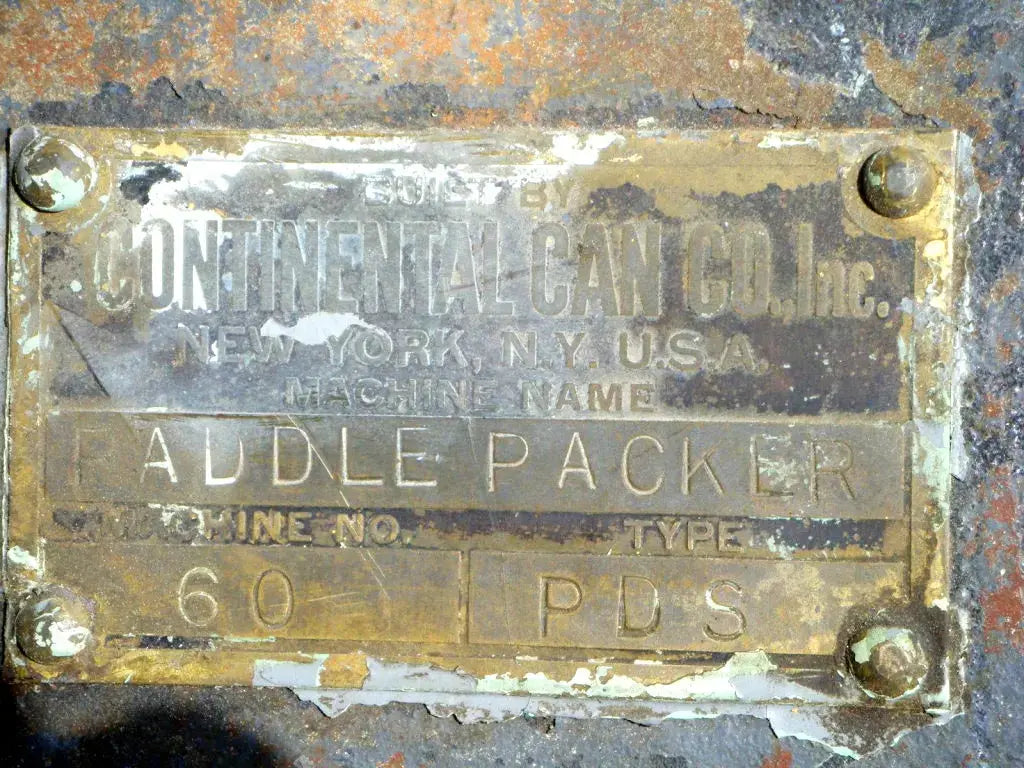 BUILT BY
CONTINENTAL CAN CO., Inc.
NEW YORK, N.Y. U.S.A.
MACHINE NAME
PADDLE PACKER
MACHINE NO. TYPE
60 PDS